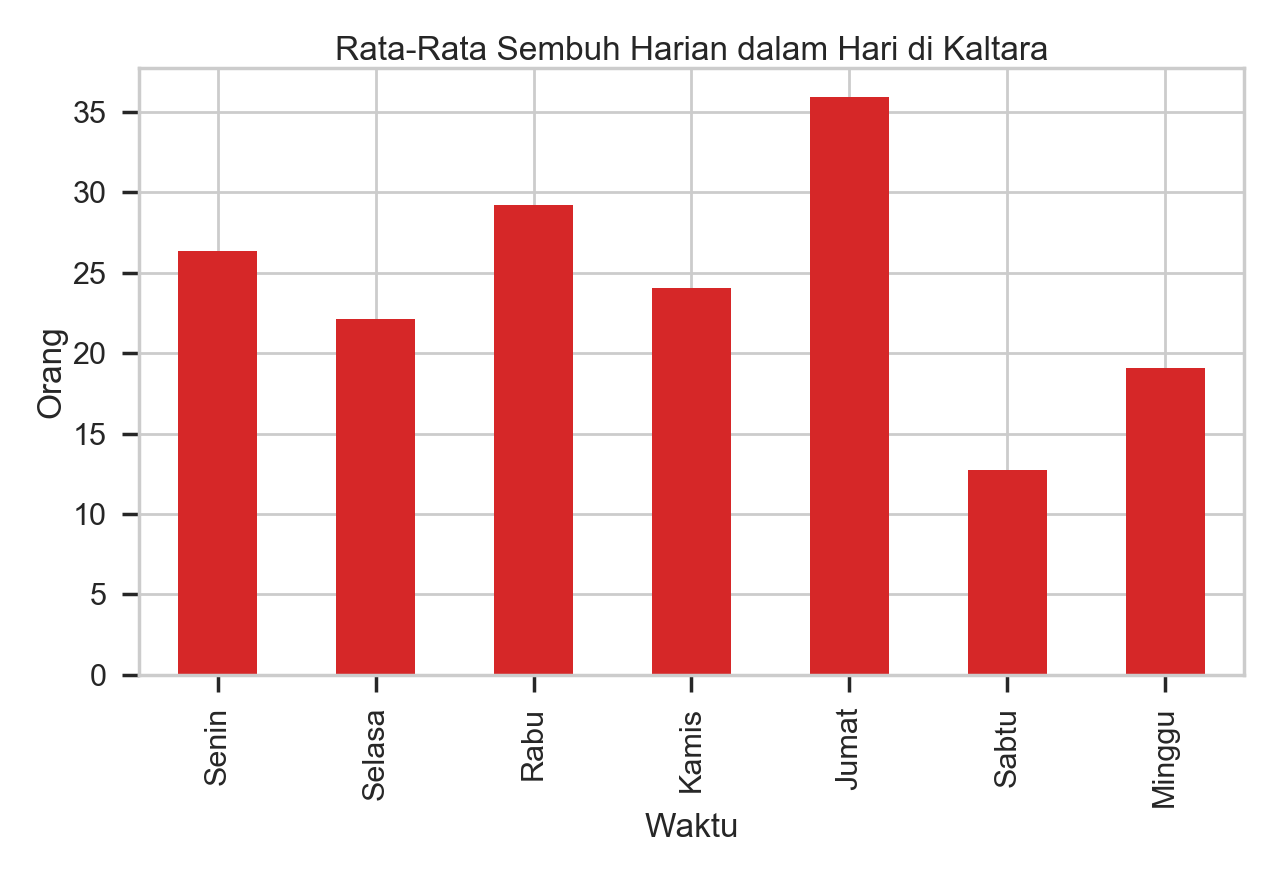 Rata-Rata Sembuh Harian dalam Hari di Kaltara
35
30
25
20
15
10
5
0
Orang
Senin
Selasa
Rabu
Kamis
Jumat
Sabtu
Minggu
Waktu